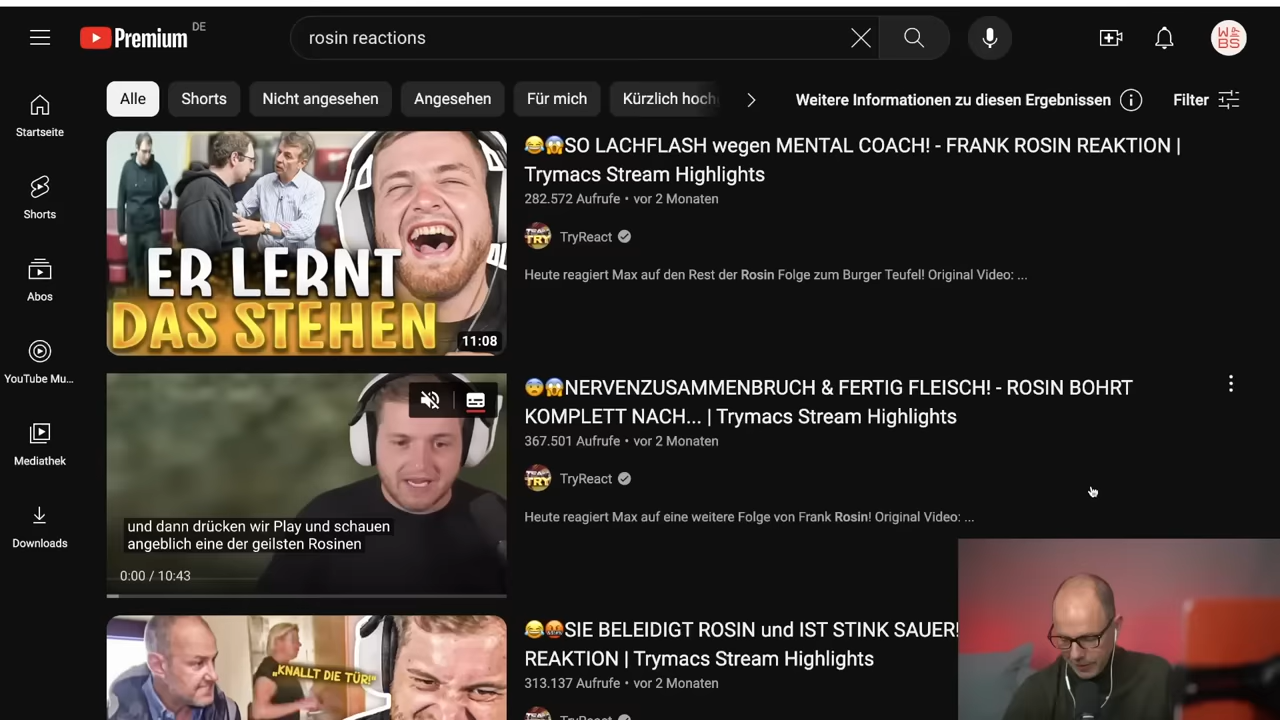 Premium DE
rosin reactions
WBS
Alle
Shorts
Nicht angesehen
Angesehen
Für mich
Kürzlich hoch
Weitere Informationen zu diesen Ergebnissen
Filter
Startseite
Shorts
Abos
YouTube Mu...
Mediathek
Downloads
ER LERNT
DAS STEHEN
11:08
😂😱SO LACHFLASH wegen MENTAL COACH! - FRANK ROSIN REAKTION |
Trymacs Stream Highlights
282.572 Aufrufe • vor 2 Monaten
TEAM
TRY
TryReact
Heute reagiert Max auf den Rest der Rosin Folge zum Burger Teufel! Original Video: ...
und dann drücken wir Play und schauen
angeblich eine der geilsten Rosinen
0:00 / 10:43
😨😱NERVENZUSAMMENBRUCH & FERTIG FLEISCH! - ROSIN BOHRT
KOMPLETT NACH... | Trymacs Stream Highlights
367.501 Aufrufe • vor 2 Monaten
TEAM
TRY
TryReact
Heute reagiert Max auf eine weitere Folge von Frank Rosin! Original Video: ...
„KNALLT DIE TÜR!"
😂🤬SIE BELEIDIGT ROSIN und IST STINK SAUER!
REAKTION | Trymacs Stream Highlights
313.137 Aufrufe • vor 2 Monaten
TryReact